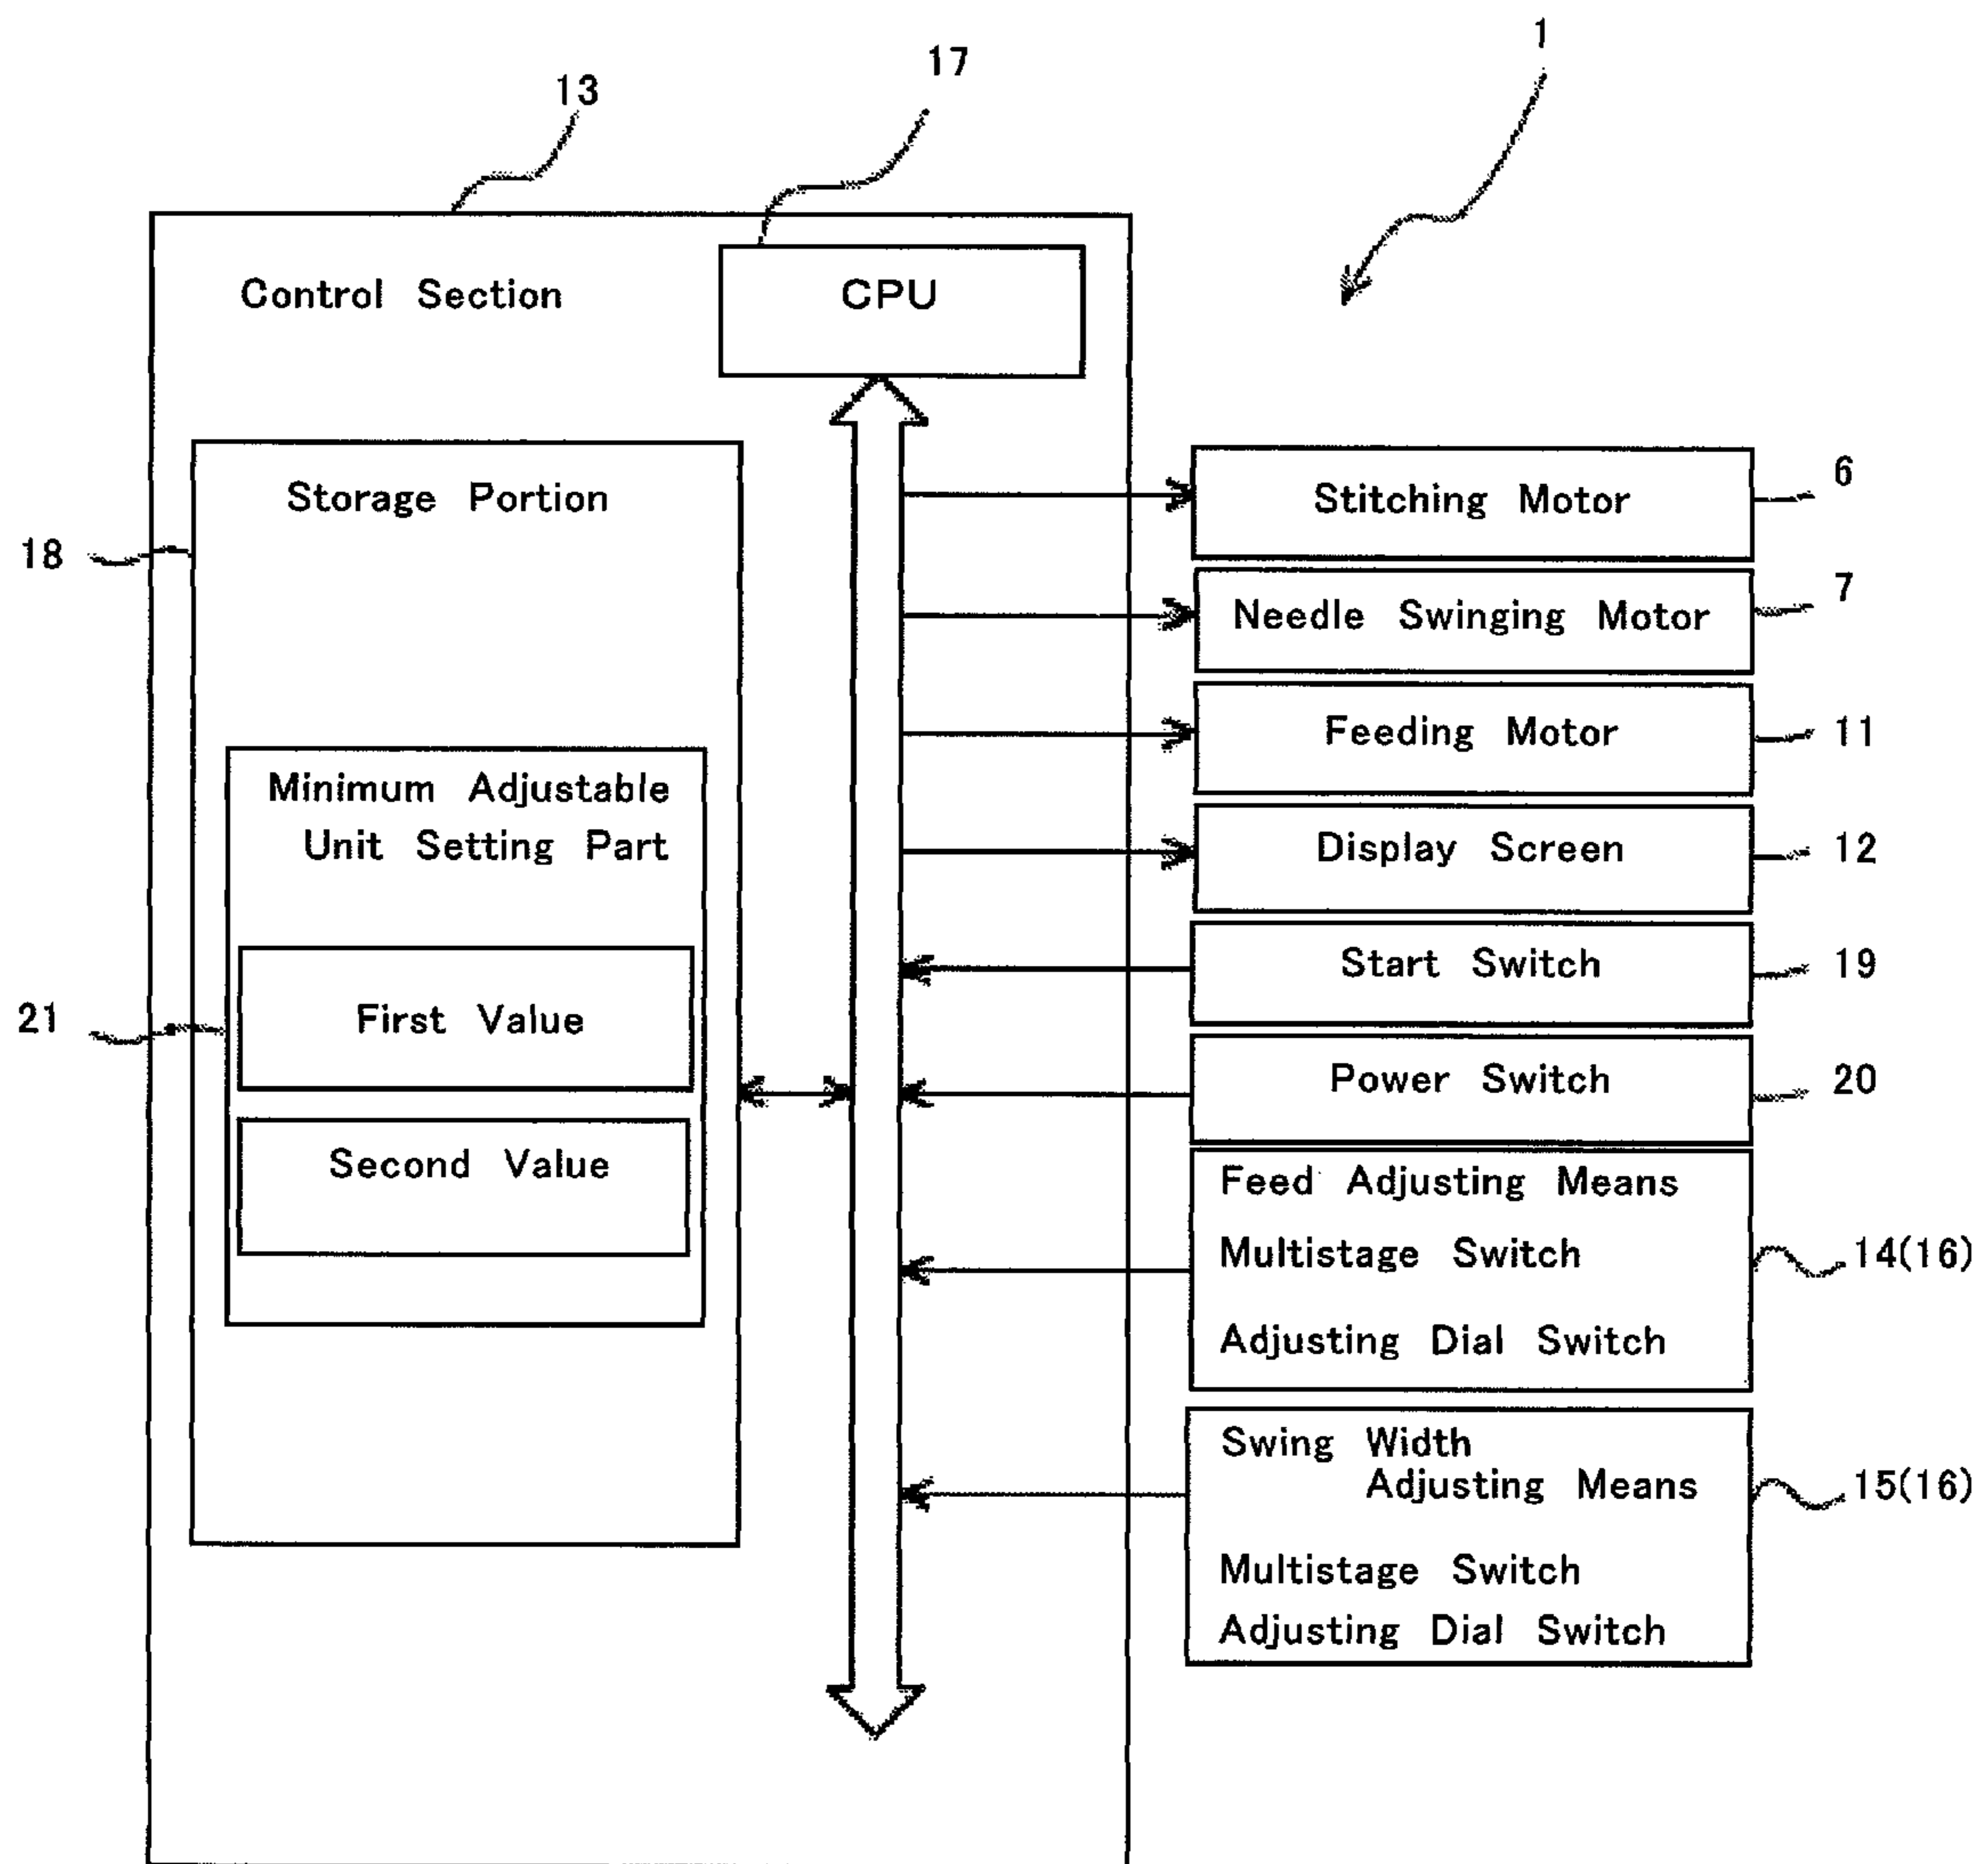 1
17
13
Control Section
CPU
Storage Portion
18
Minimum Adjustable
Unit Setting Part
21
First Value
Second Value
Stitching Motor
6
Needle Swinging Motor
7
Feeding Motor
11
Display Screen
12
Start Switch
19
Power Switch
20
Feed Adjusting Means
Multistage Switch
14(16)
Adjusting Dial Switch
Swing Width
Adjusting Means
15(16)
Multistage Switch
Adjusting Dial Switch